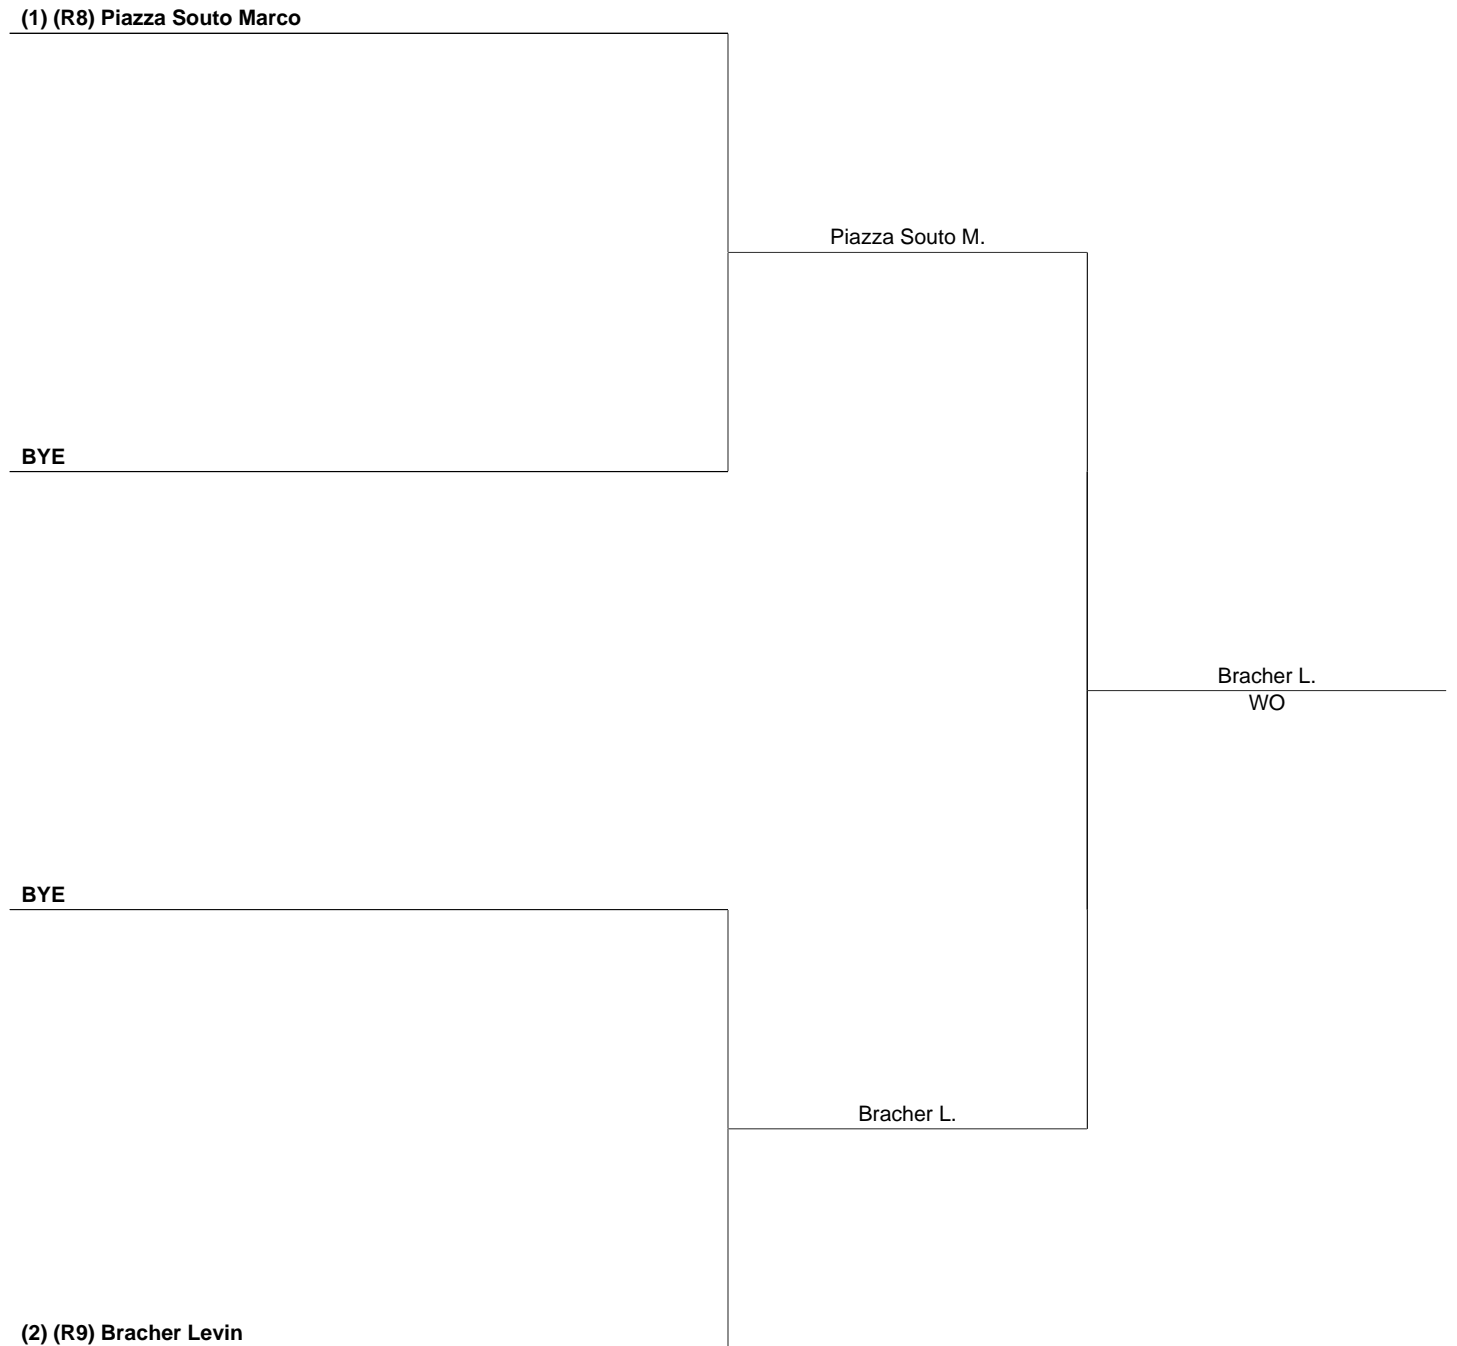 (1) (R8) Piazza Souto Marco
Piazza Souto M.
BYE
Bracher L.
WO
BYE
Bracher L.
(2) (R9) Bracher Levin